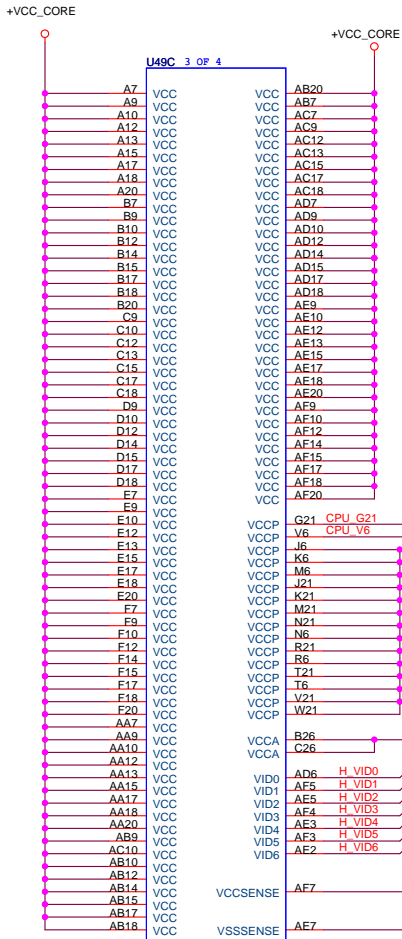 +VCC_CORE
+VCC_CORE
U49C 3 OF 4
A7 VCC VCC AB20
A9 VCC VCC AB7
A10 VCC VCC AC7
A12 VCC VCC AC9
A13 VCC VCC AC12
A15 VCC VCC AC13
A17 VCC VCC AC15
A18 VCC VCC AC17
A20 VCC VCC AC18
B7 VCC VCC AD7
B9 VCC VCC AD9
B10 VCC VCC AD10
B12 VCC VCC AD12
B14 VCC VCC AD14
B15 VCC VCC AD15
B17 VCC VCC AD17
B18 VCC VCC AD18
B20 VCC VCC AE9
C9 VCC VCC AE10
C10 VCC VCC AE12
C12 VCC VCC AE13
C13 VCC VCC AE15
C15 VCC VCC AE17
C17 VCC VCC AE18
C18 VCC VCC AE20
D9 VCC VCC AF9
D10 VCC VCC AF10
D12 VCC VCC AF12
D14 VCC VCC AF14
D15 VCC VCC AF15
D17 VCC VCC AF17
D18 VCC VCC AF18
E7 VCC VCC AF20
E9 VCC
E10 VCC VCCP G21 CPU_G21
E12 VCC VCCP V6 CPU_V6
E13 VCC VCCP J6
E15 VCC VCCP K6
E17 VCC VCCP M6
E18 VCC VCCP J21
E20 VCC VCCP K21
F7 VCC VCCP M21
F9 VCC VCCP N21
F10 VCC VCCP N6
F12 VCC VCCP R21
F14 VCC VCCP R6
F15 VCC VCCP T21
F17 VCC VCCP T6
F18 VCC VCCP V21
F20 VCC VCCP W21
AA7 VCC
AA9 VCC VCCA B26
AA10 VCC VCCA C26
AA12 VCC
AA13 VCC VID0 AD6 H_VID0
AA15 VCC VID1 AF5 H_VID1
AA17 VCC VID2 AE5 H_VID2
AA18 VCC VID3 AF4 H_VID3
AA20 VCC VID4 AE3 H_VID4
AB9 VCC VID5 AF3 H_VID5
AC10 VCC VID6 AE2 H_VID6
AB10 VCC
AB12 VCC
AB14 VCC VCCSENSE AF7
AB15 VCC
AB17 VCC
AB18 VCC VSSSENSE AE7